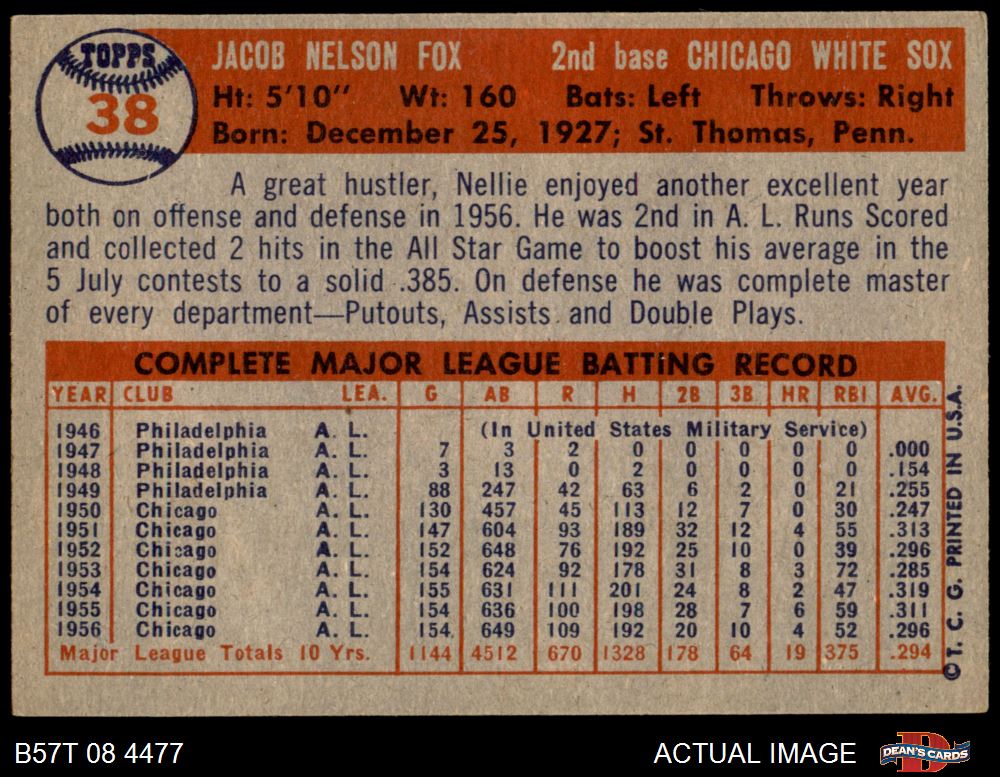 TOPPS
38
JACOB NELSON FOX 2nd base CHICAGO WHITE SOX
Ht: 5'10" Wt: 160 Bats: Left Throws: Right
Born: December 25, 1927; St. Thomas, Penn.
A great hustler, Nellie enjoyed another excellent year
both on offense and defense in 1956. He was 2nd in A. L. Runs Scored
and collected 2 hits in the All Star Game to boost his average in the
5 July contests to a solid .385. On defense he was complete master
of every department—Putouts, Assists and Double Plays.
COMPLETE MAJOR LEAGUE BATTING RECORD
YEAR CLUB LEA. G AB R H 2B 3B HR RBI AVG.
1946 Philadelphia A. L. (In United States Military Service)
1947 Philadelphia A. L. 7 3 2 0 0 0 0 0 .000
1948 Philadelphia A. L. 3 13 0 2 0 0 0 0 .154
1949 Philadelphia A. L. 88 247 42 63 6 2 0 21 .255
1950 Chicago A. L. 130 457 45 113 12 7 0 30 .247
1951 Chicago A. L. 147 604 93 189 32 12 4 55 .313
1952 Chicago A. L. 152 648 76 192 25 10 0 39 .296
1953 Chicago A. L. 154 624 92 178 31 8 3 72 .285
1954 Chicago A. L. 155 631 111 201 24 8 2 47 .319
1955 Chicago A. L. 154 636 100 198 28 7 6 59 .311
1956 Chicago A. L. 154 649 109 192 20 10 4 52 .296
Major League Totals 10 Yrs. 1144 4512 670 1328 178 64 19 375 .294
©T. C. G. PRINTED IN U.S.A.
B57T 08 4477 ACTUAL IMAGE
DEAN'S CARDS